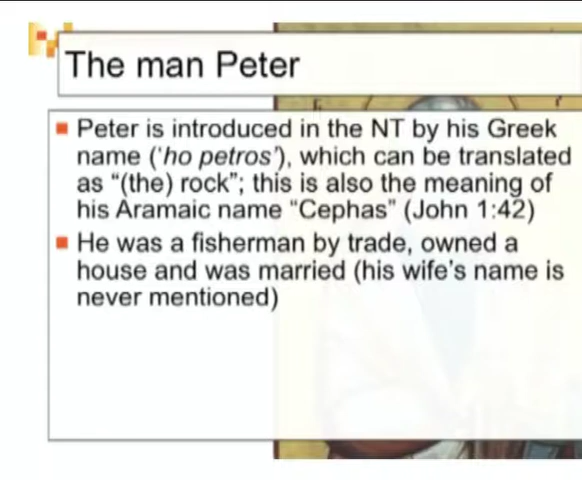 The man Peter
Peter is introduced in the NT by his Greek
name ('ho petros'), which can be translated
as “(the) rock”; this is also the meaning of
his Aramaic name “Cephas” (John 1:42)
He was a fisherman by trade, owned a
house and was married (his wife’s name is
never mentioned)